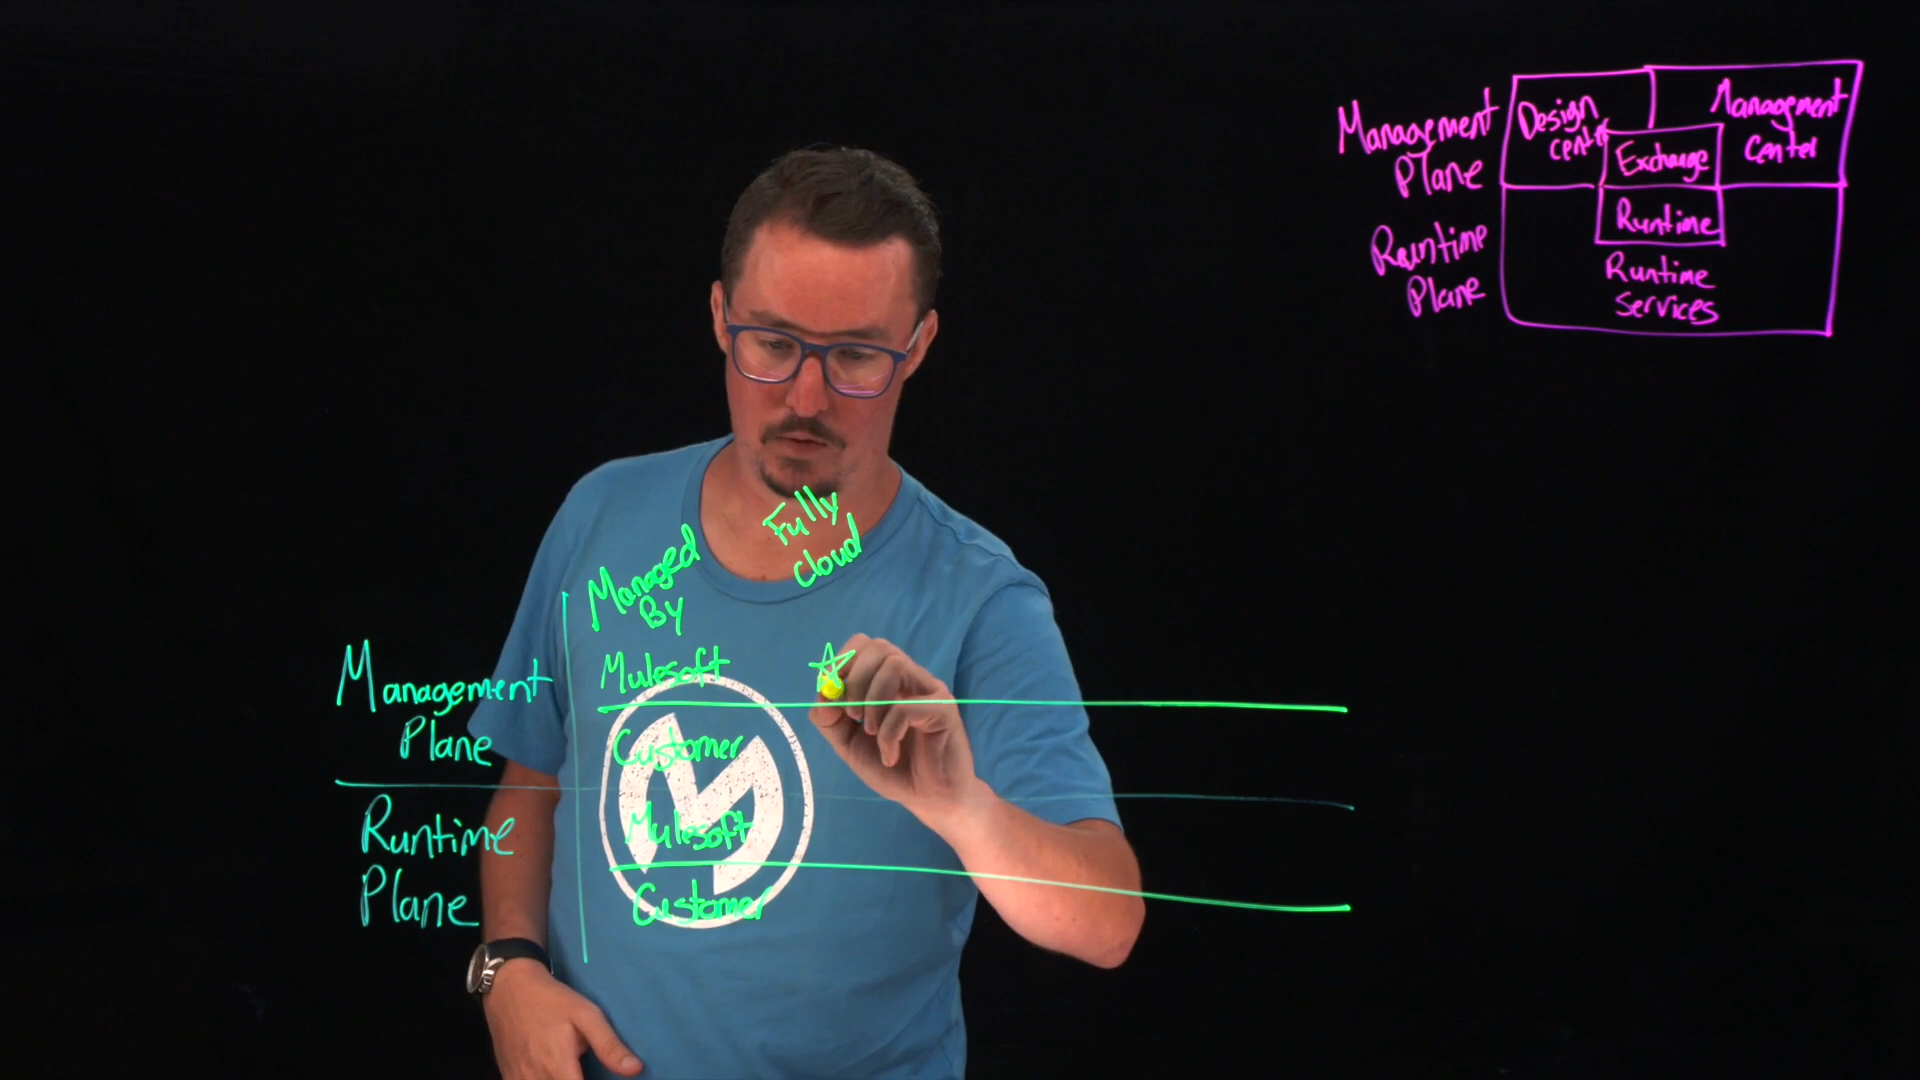 Management
Plane
Design
Center
Management
Center
Exchange
Runtime
Plane
Runtime
Runtime
Services
Fully
Cloud
Managed
By
Management
Plane
Mulesoft
Customer
Runtime
Plane
Mulesoft
Customer